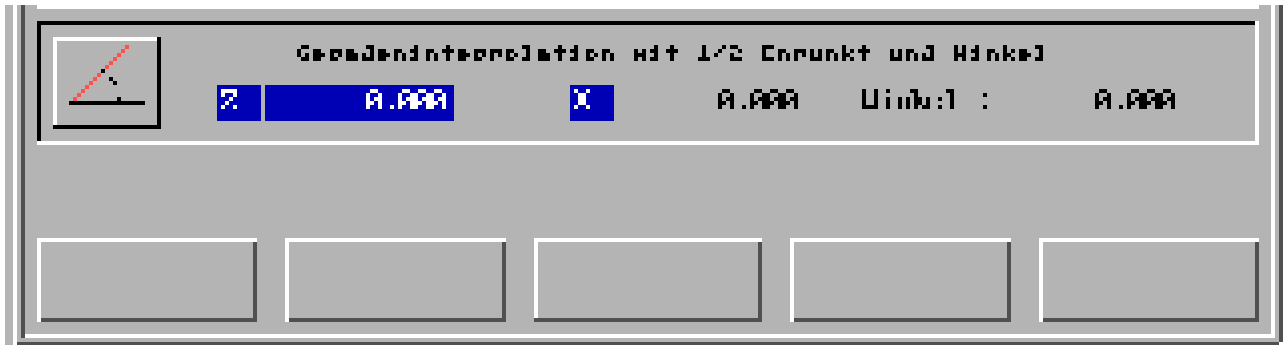 Geradeninterpolation mit 1/2 Endpunkt und Winkel
Z 0.000 X 0.000 Winkel : 0.000